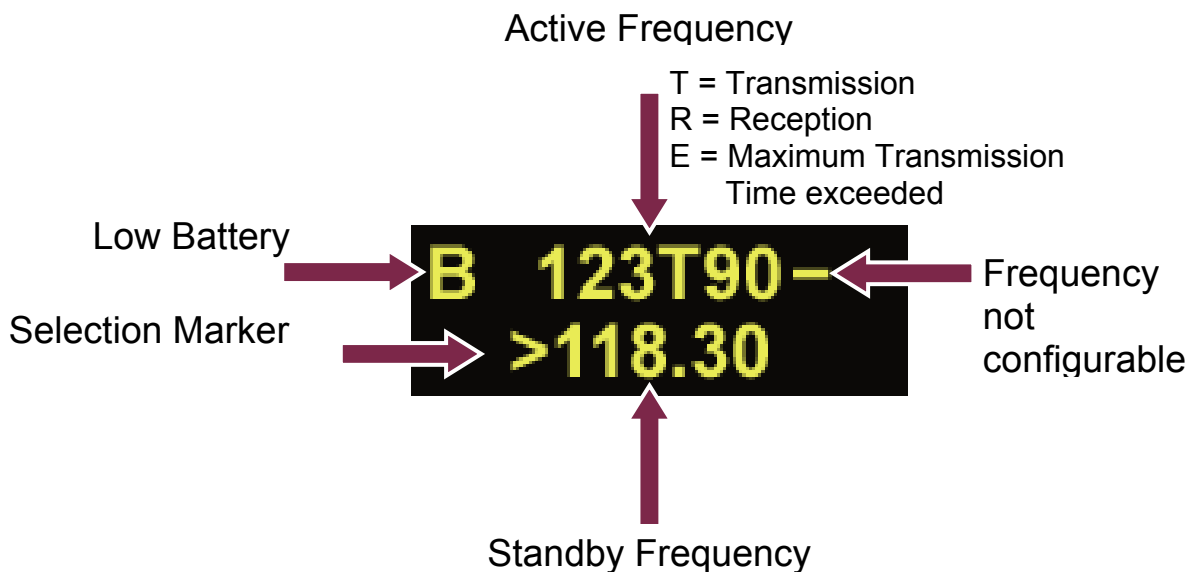 Active Frequency
T = Transmission
R = Reception
E = Maximum Transmission
Time exceeded
Low Battery
B 123T90–
Selection Marker
>118.30
Frequency
not
configurable
Standby Frequency